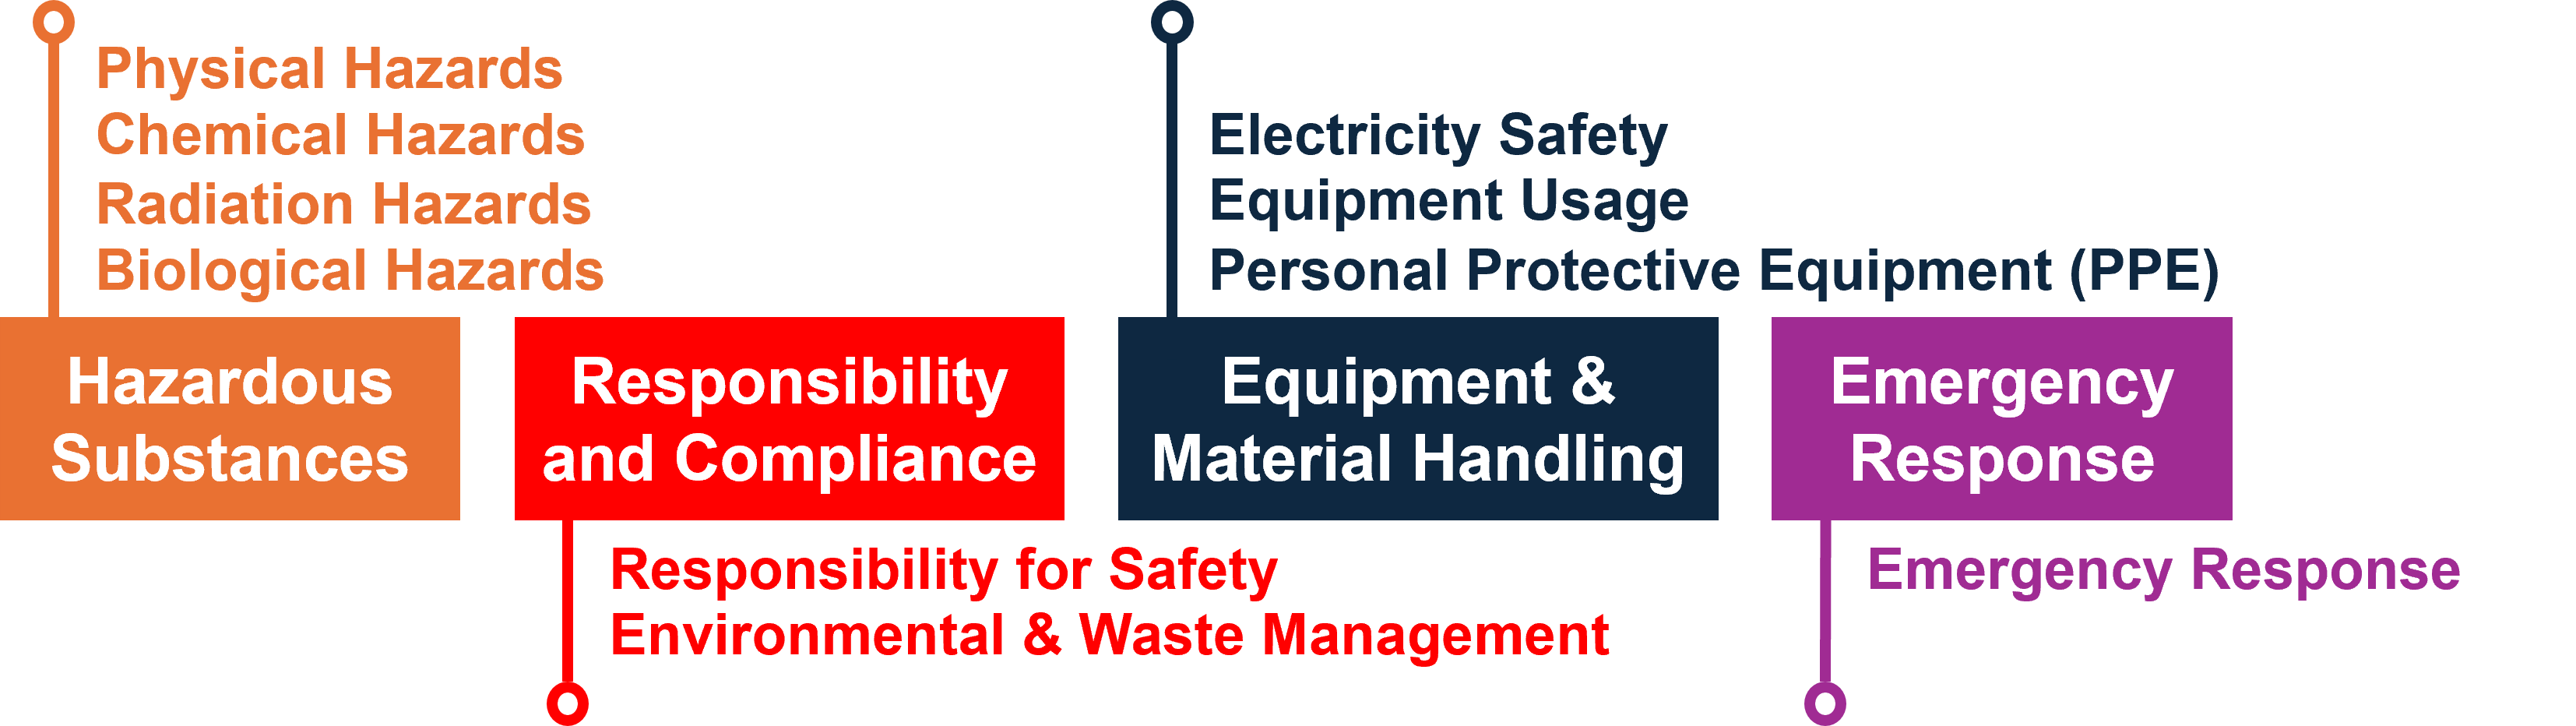 Physical Hazards
Chemical Hazards
Radiation Hazards
Biological Hazards
Hazardous
Substances
Responsibility
and Compliance
Responsibility for Safety
Environmental & Waste Management
Electricity Safety
Equipment Usage
Personal Protective Equipment (PPE)
Equipment &
Material Handling
Emergency
Response
Emergency Response